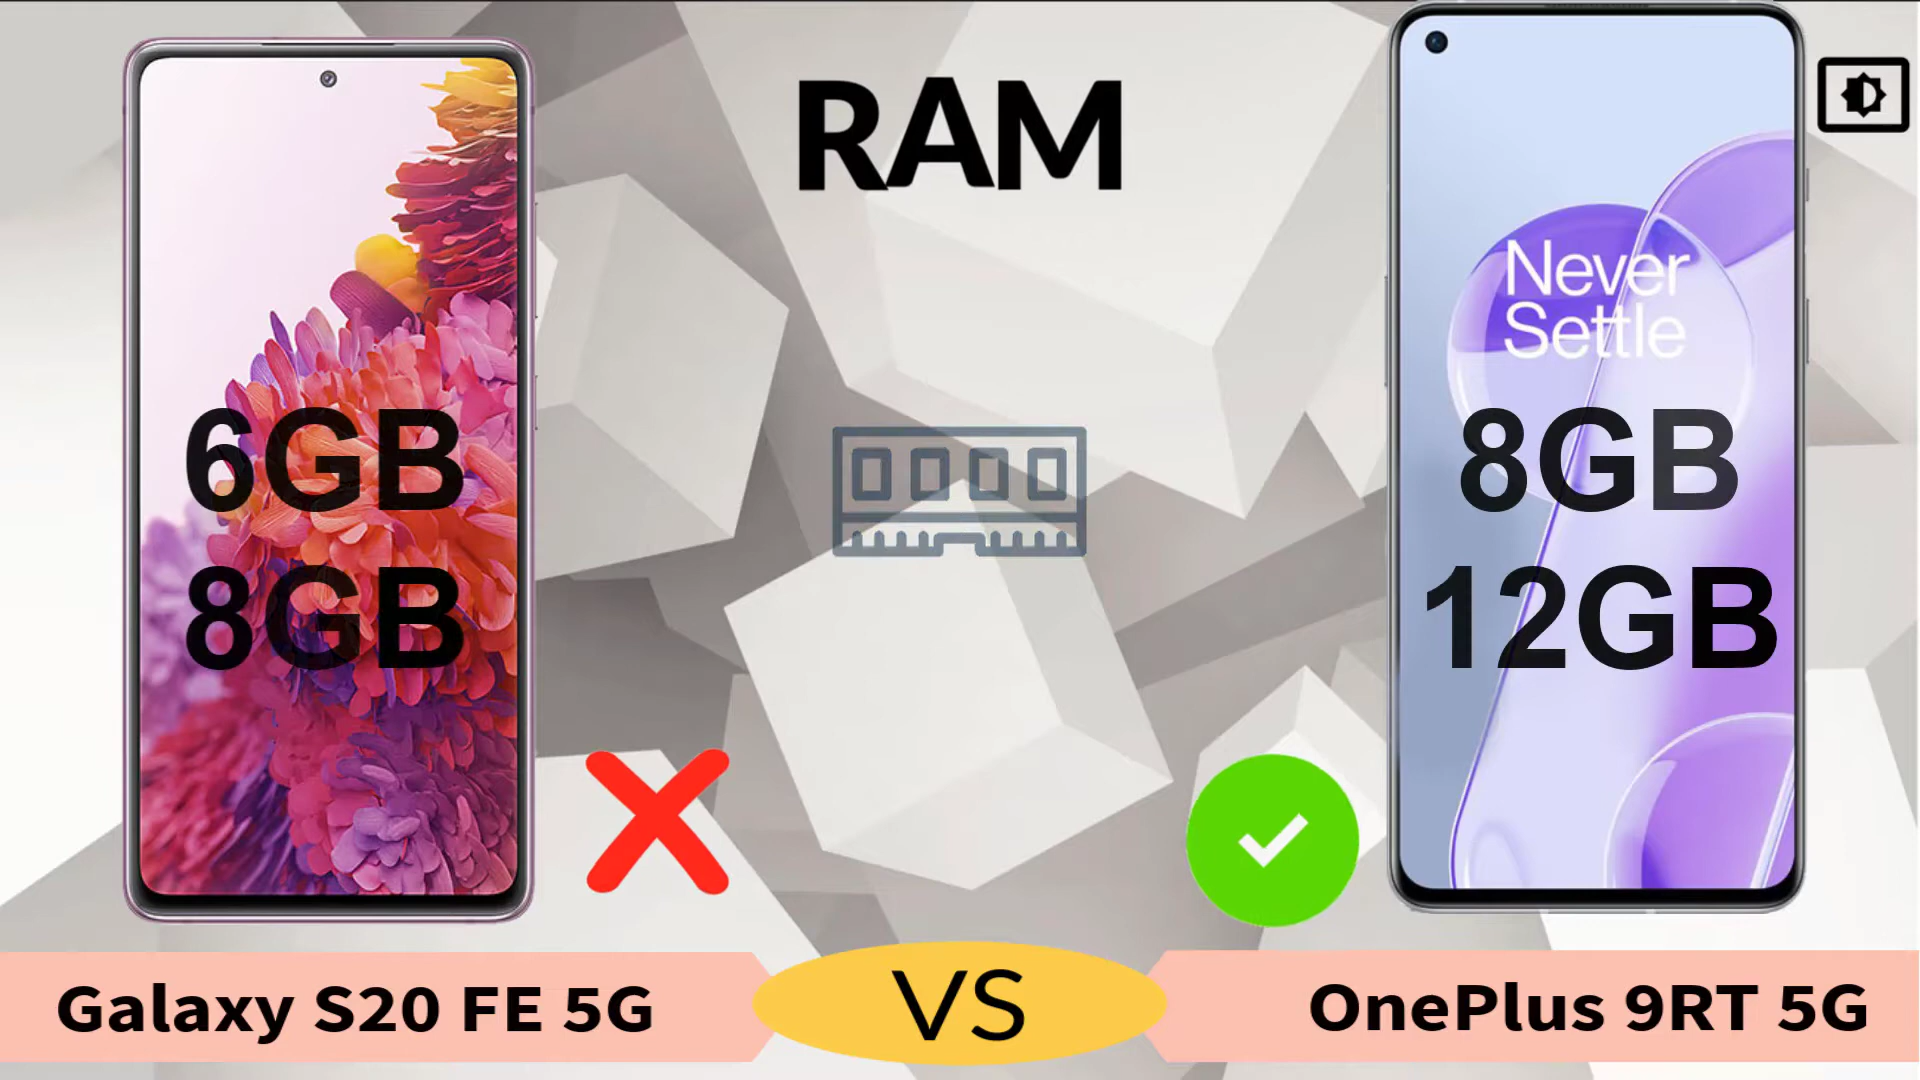 RAM
Never
Settle
6GB
8GB
8GB
12GB
Galaxy S20 FE 5G
VS
OnePlus 9RT 5G